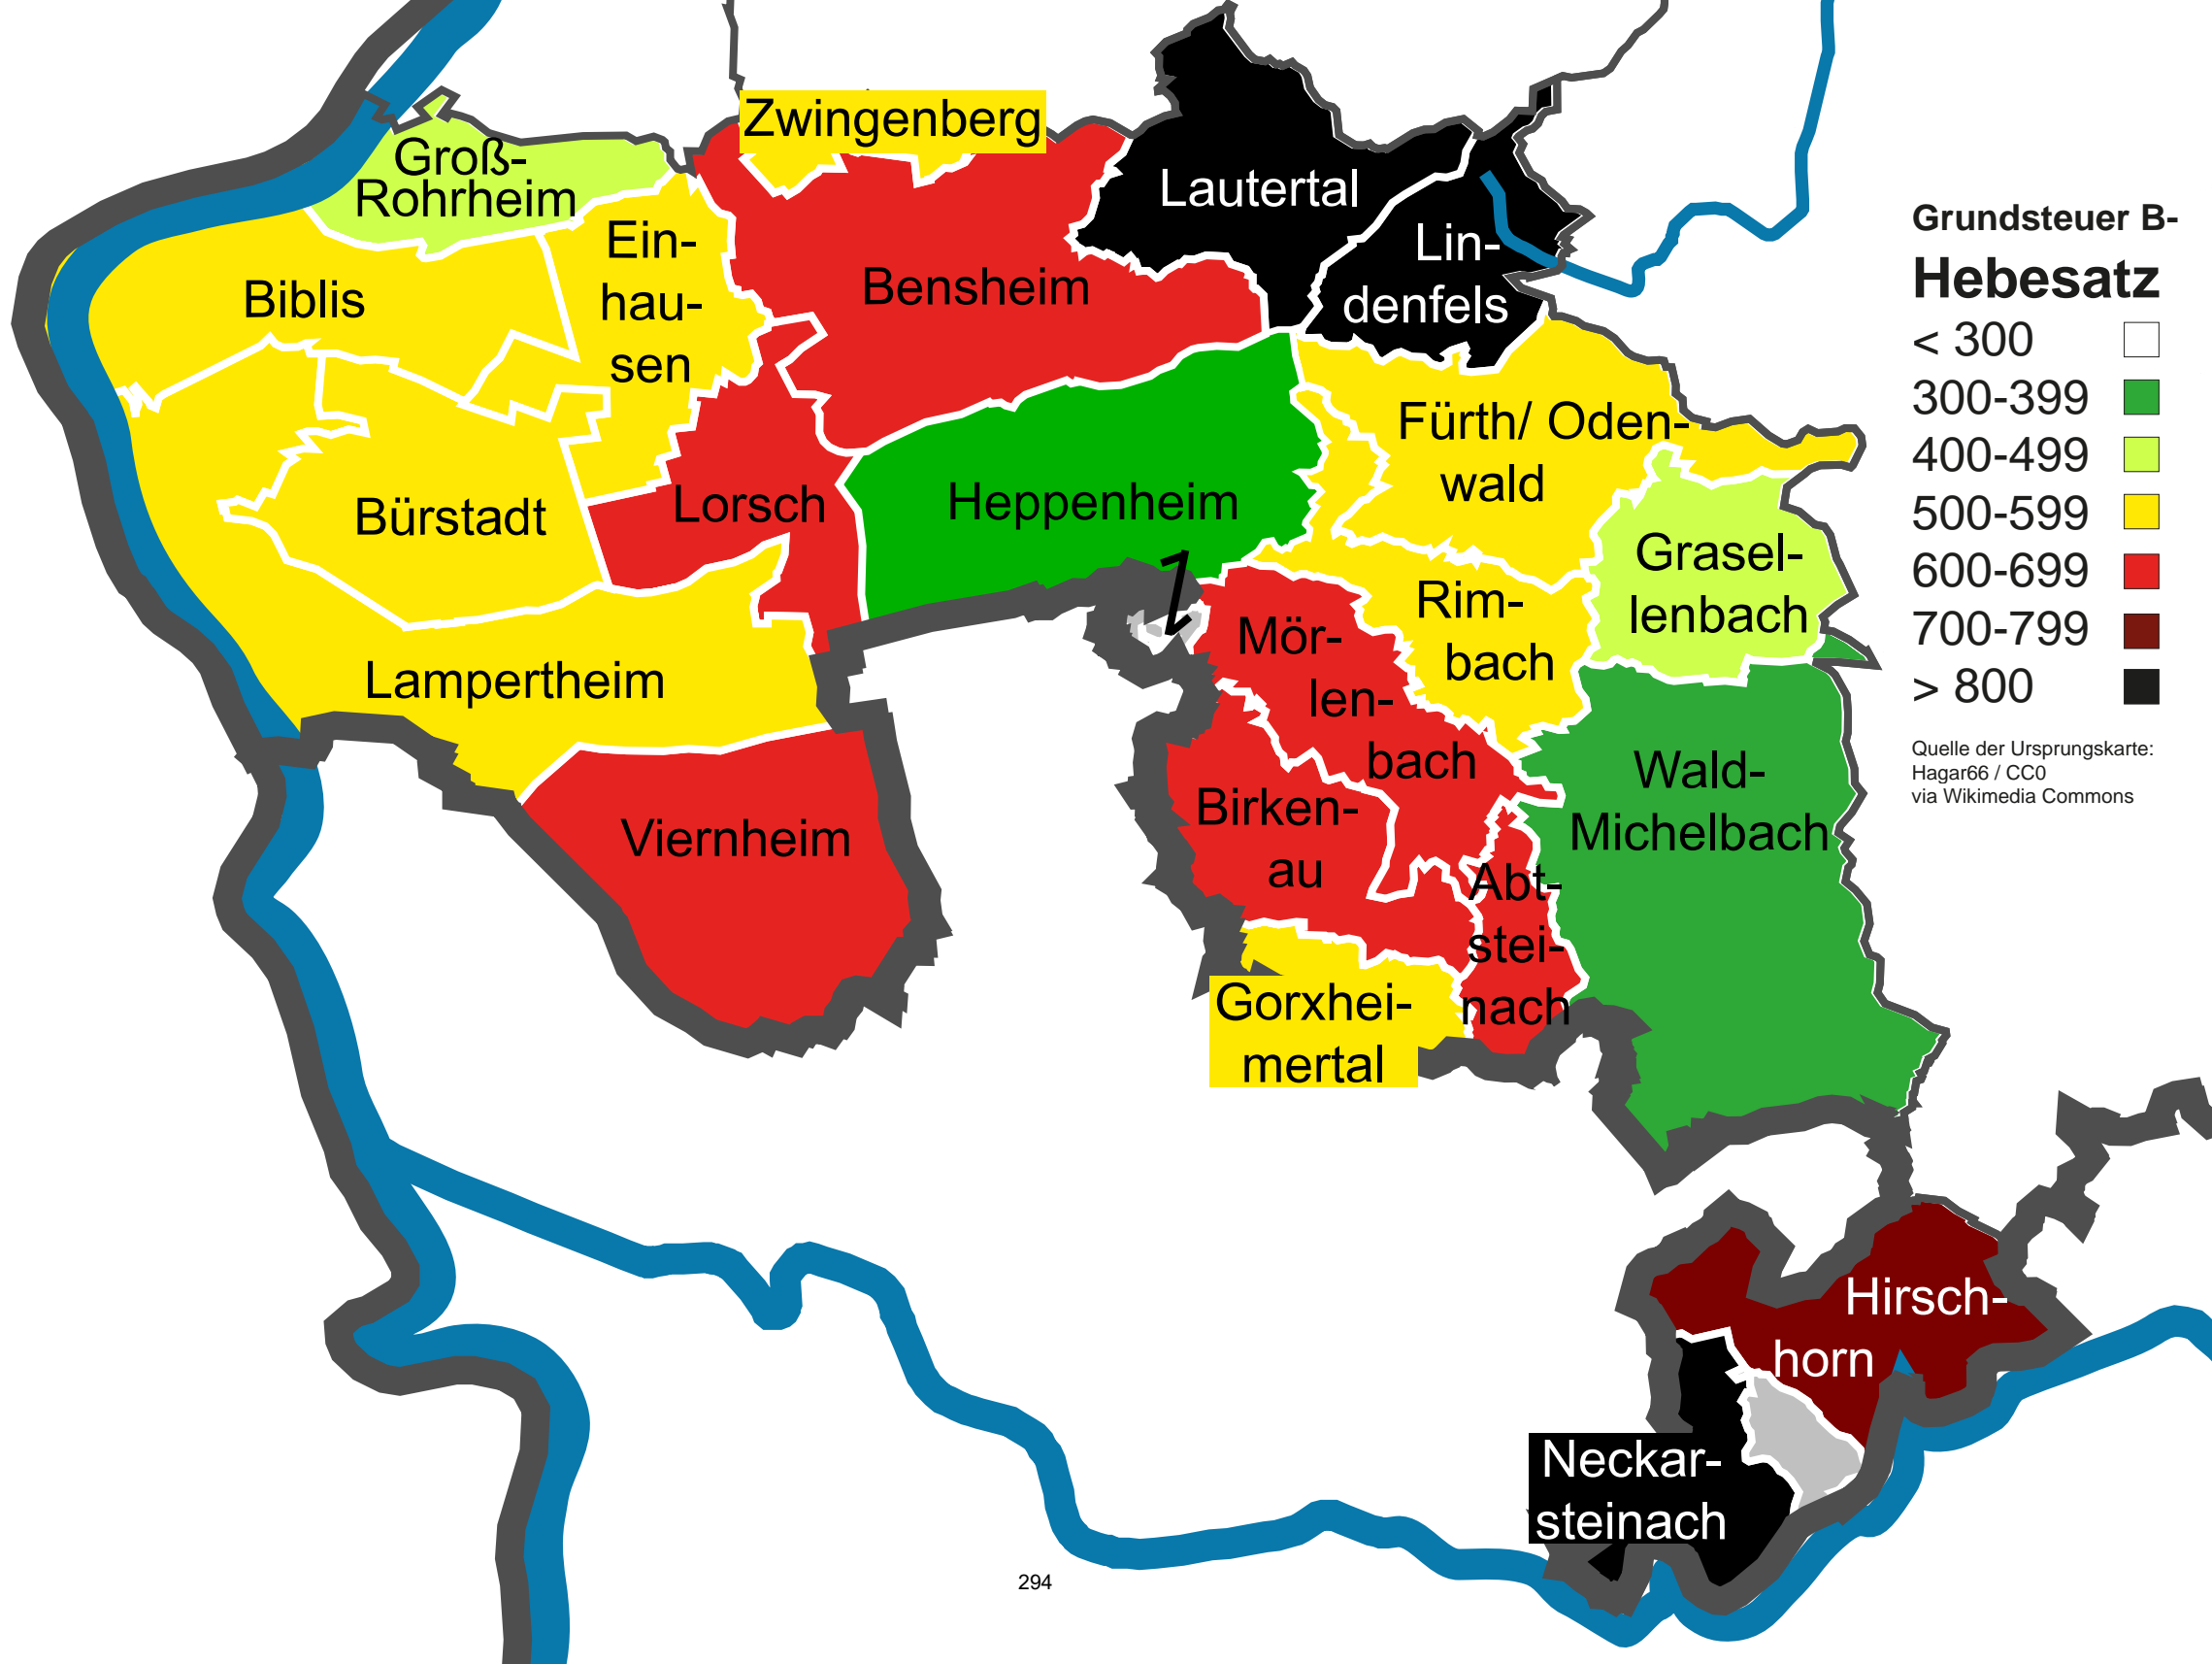 Zwingenberg
Groß-
Rohrheim
Lautertal
Ein-
hau-
sen
Biblis
Bensheim
Lin-
denfels
Grundsteuer B-
Hebesatz
< 300
300-399
400-499
500-599
600-699
700-799
> 800
Quelle der Ursprungskarte:
Hagar66 / CC0
via Wikimedia Commons
Fürth/ Oden-
wald
Bürstadt
Lorsch
Heppenheim
Grasel-
lenbach
Rim-
bach
Mör-
len-
bach
Lampertheim
Wald-
Michelbach
Viernheim
Birken-
au
Abt-
stei-
nach
Gorxhei-
mertal
Hirsch-
horn
Neckar-
steinach
294